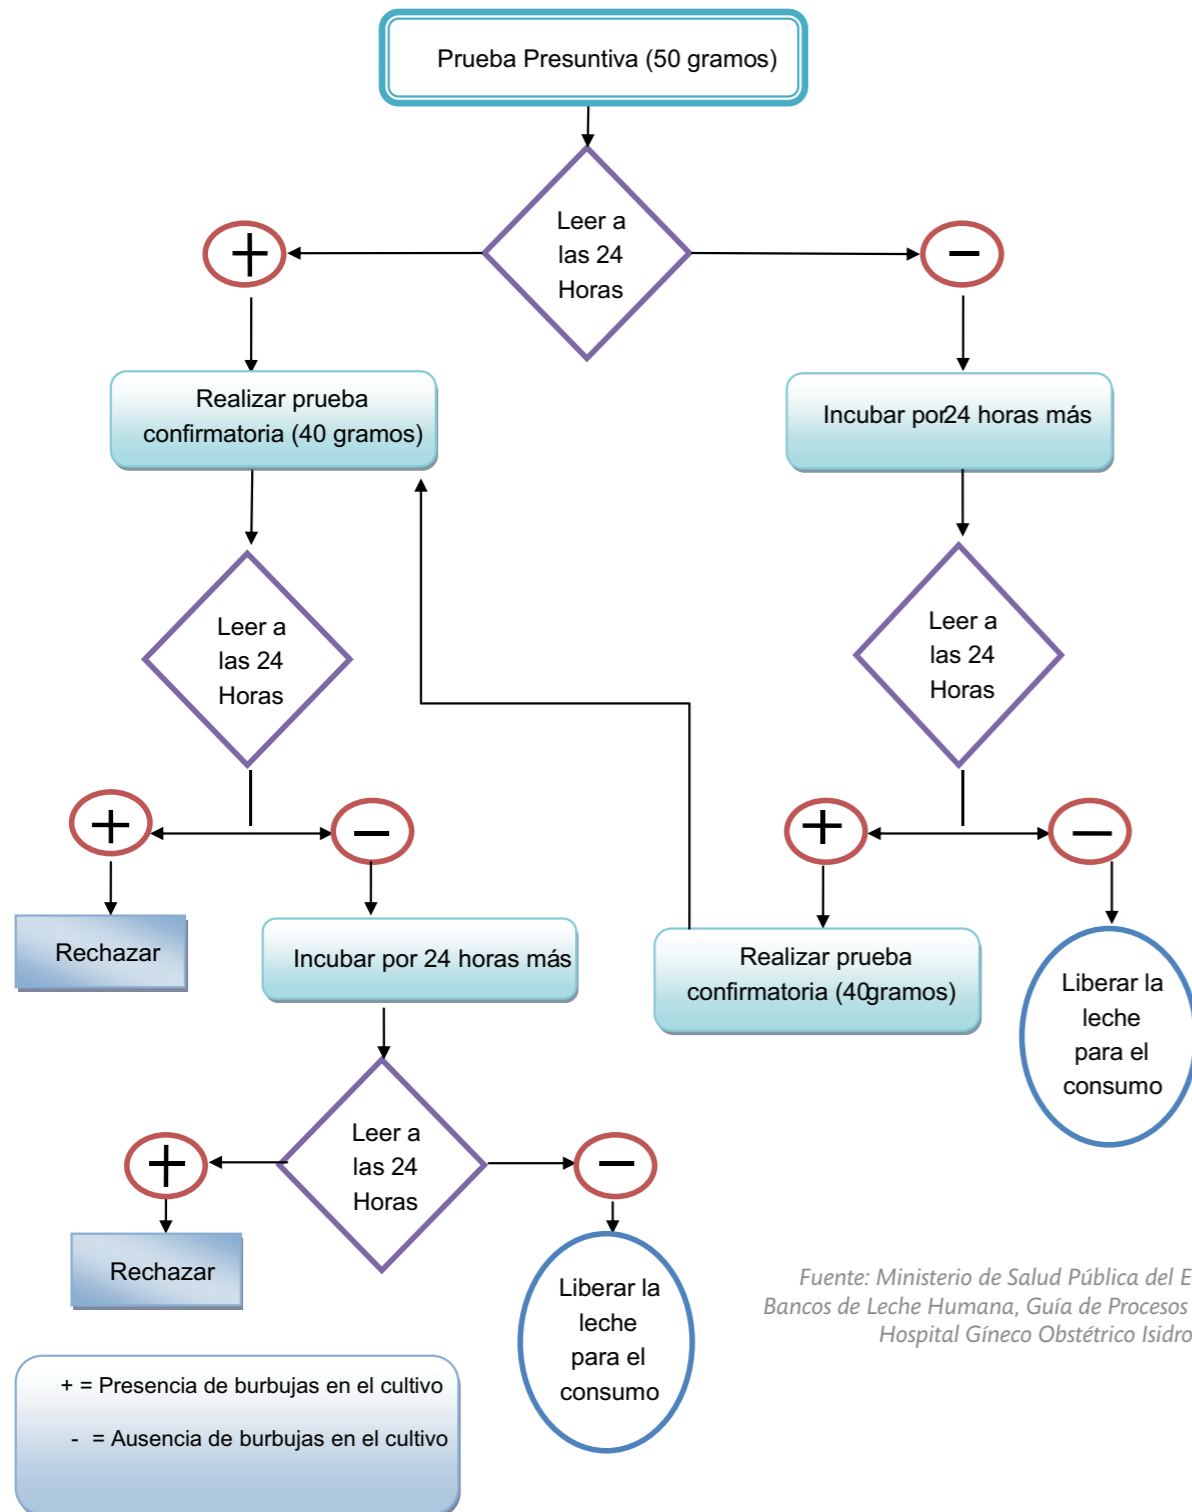 Prueba Presuntiva (50 gramos)
Leer a
las 24
Horas
+
−
Realizar prueba
confirmatoria (40 gramos)
Incubar por24 horas más
Leer a
las 24
Horas
Leer a
las 24
Horas
+
−
+
−
Rechazar
Incubar por 24 horas más
Realizar prueba
confirmatoria (40gramos)
Liberar la
leche
para el
consumo
Leer a
las 24
Horas
+
−
Rechazar
Liberar la
leche
para el
consumo
Fuente: Ministerio de Salud Pública del E
Bancos de Leche Humana, Guía de Procesos
Hospital Gíneco Obstétrico Isidro
+ = Presencia de burbujas en el cultivo
- = Ausencia de burbujas en el cultivo